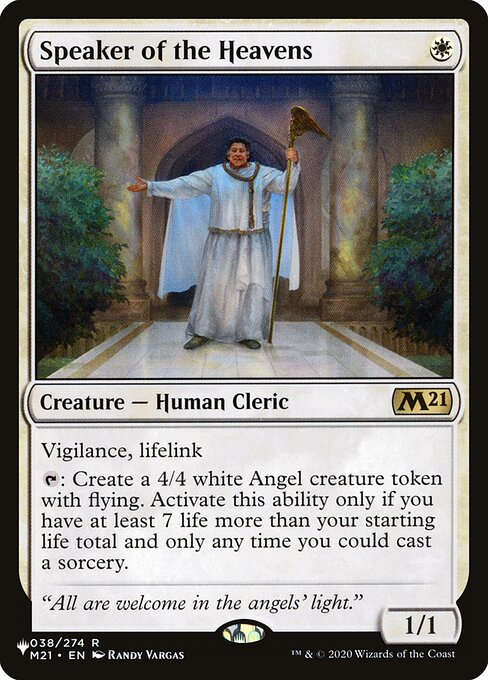 Speaker of the Heavens
Creature — Human Cleric
M21
Vigilance, lifelink
: Create a 4/4 white Angel creature token
with flying. Activate this ability only if you
have at least 7 life more than your starting
life total and only any time you could cast
a sorcery.
“All are welcome in the angels’ light.”
1/1
038/274 R
M21 • EN Randy Vargas
™ & © 2020 Wizards of the Coast